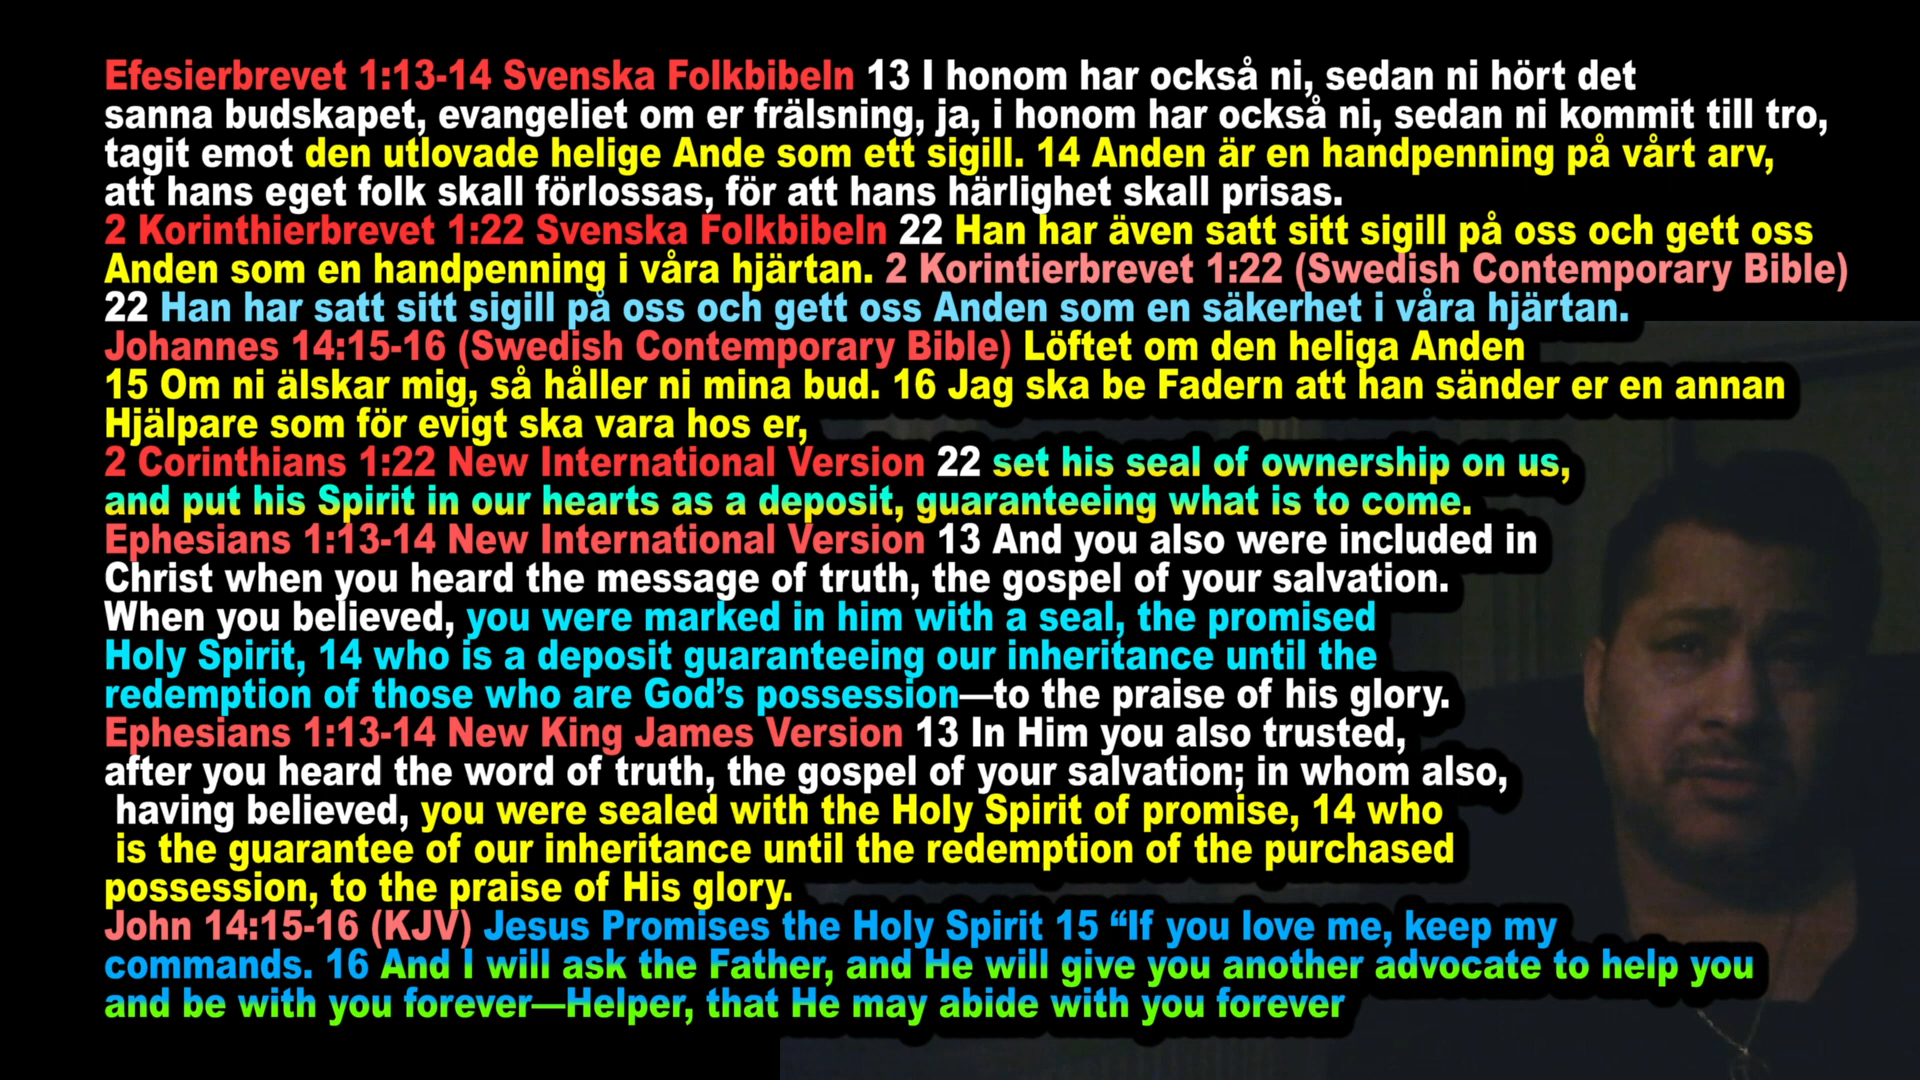 Efesierbrevet 1:13-14 Svenska Folkbibeln 13 I honom har också ni, sedan ni hört det
sanna budskapet, evangeliet om er frälsning, ja, i honom har också ni, sedan ni kommit till tro,
tagit emot den utlovade helige Ande som ett sigill. 14 Anden är en handpenning på vårt arv,
att hans eget folk skall förlossas, för att hans härlighet skall prisas.
2 Korinthierbrevet 1:22 Svenska Folkbibeln 22 Han har även satt sitt sigill på oss och gett oss
Anden som en handpenning i våra hjärtan. 2 Korintierbrevet 1:22 (Swedish Contemporary Bible)
22 Han har satt sitt sigill på oss och gett oss Anden som en säkerhet i våra hjärtan.
Johannes 14:15-16 (Swedish Contemporary Bible) Löftet om den heliga Anden
15 Om ni älskar mig, så håller ni mina bud. 16 Jag ska be Fadern att han sänder er en annan
Hjälpare som för evigt ska vara hos er,
2 Corinthians 1:22 New International Version 22 set his seal of ownership on us,
and put his Spirit in our hearts as a deposit, guaranteeing what is to come.
Ephesians 1:13-14 New International Version 13 And you also were included in
Christ when you heard the message of truth, the gospel of your salvation.
When you believed, you were marked in him with a seal, the promised
Holy Spirit, 14 who is a deposit guaranteeing our inheritance until the
redemption of those who are God’s possession—to the praise of his glory.
Ephesians 1:13-14 New King James Version 13 In Him you also trusted,
after you heard the word of truth, the gospel of your salvation; in whom also,
having believed, you were sealed with the Holy Spirit of promise, 14 who
is the guarantee of our inheritance until the redemption of the purchased
possession, to the praise of His glory.
John 14:15-16 (KJV) Jesus Promises the Holy Spirit 15 “If you love me, keep my
commands. 16 And I will ask the Father, and He will give you another advocate to help you
and be with you forever—Helper, that He may abide with you forever